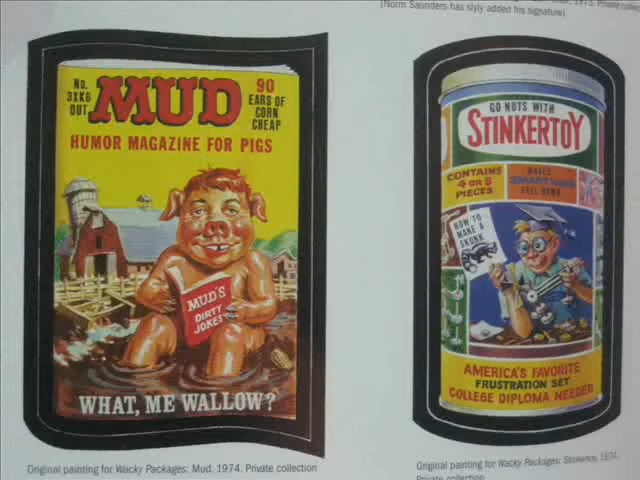 (Norm Saunders has slyly added his signature)
No.
3XK6
OUT
MUD
90
EARS OF
CORN
CHEAP
HUMOR MAGAZINE FOR PIGS
MUD'S
DIRTY
JOKES
WHAT, ME WALLOW?
Original painting for Wacky Packages: Mud. 1974. Private collection
GO NUTS WITH
STINKERTOY
CONTAINS
4 OR 5
PIECES
MAKES
HOW TO
MAKE A
SKUNK
AMERICA'S FAVORITE
FRUSTRATION SET
COLLEGE DIPLOMA NEEDED
Original painting for Wacky Packages: Stinkertoy. 1974.
Private collection